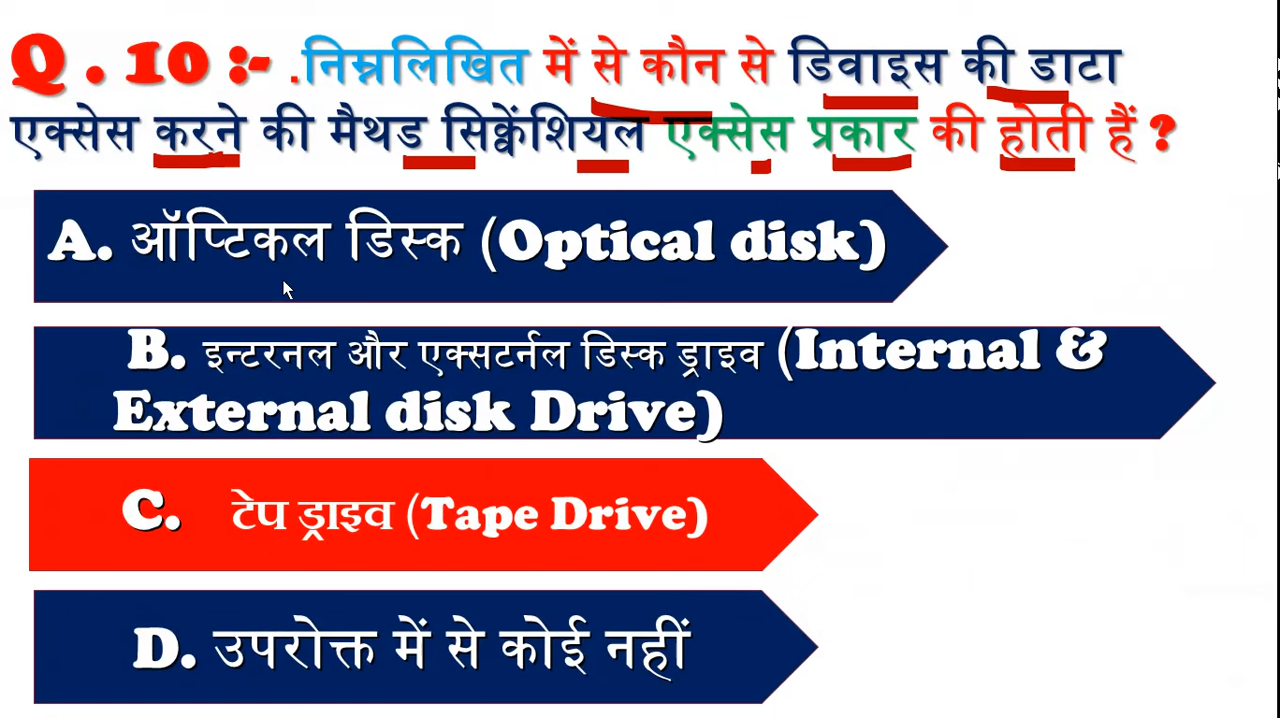 Q . 10 :- .निम्नलिखित में से कौन से डिवाइस की डाटा
एक्सेस करने की मैथड सिक्वेंशियल एक्सेस प्रकार की होती हैं ?
A. ऑप्टिकल डिस्क (Optical disk)
B. इन्टरनल और एक्सटर्नल डिस्क ड्राइव (Internal &
External disk Drive)
C. टेप ड्राइव (Tape Drive)
D. उपरोक्त में से कोई नहीं